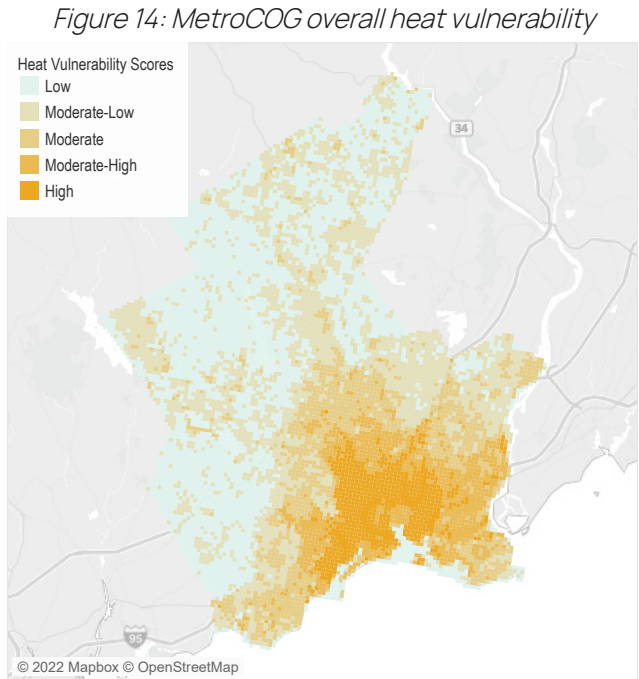 Figure 14: MetroCOG overall heat vulnerability
Heat Vulnerability Scores
Low
Moderate-Low
Moderate
Moderate-High
High
34
95
© 2022 Mapbox © OpenStreetMap